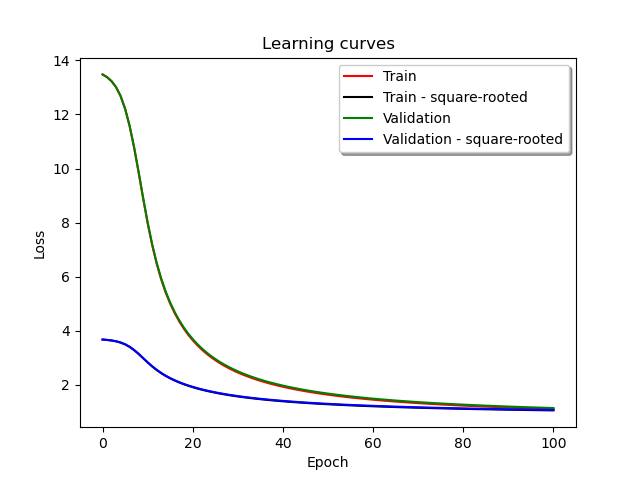 Learning curves
Train
Train - square-rooted
Validation
Validation - square-rooted
14
12
10
8
6
4
2
Loss
0 20 40 60 80 100
Epoch